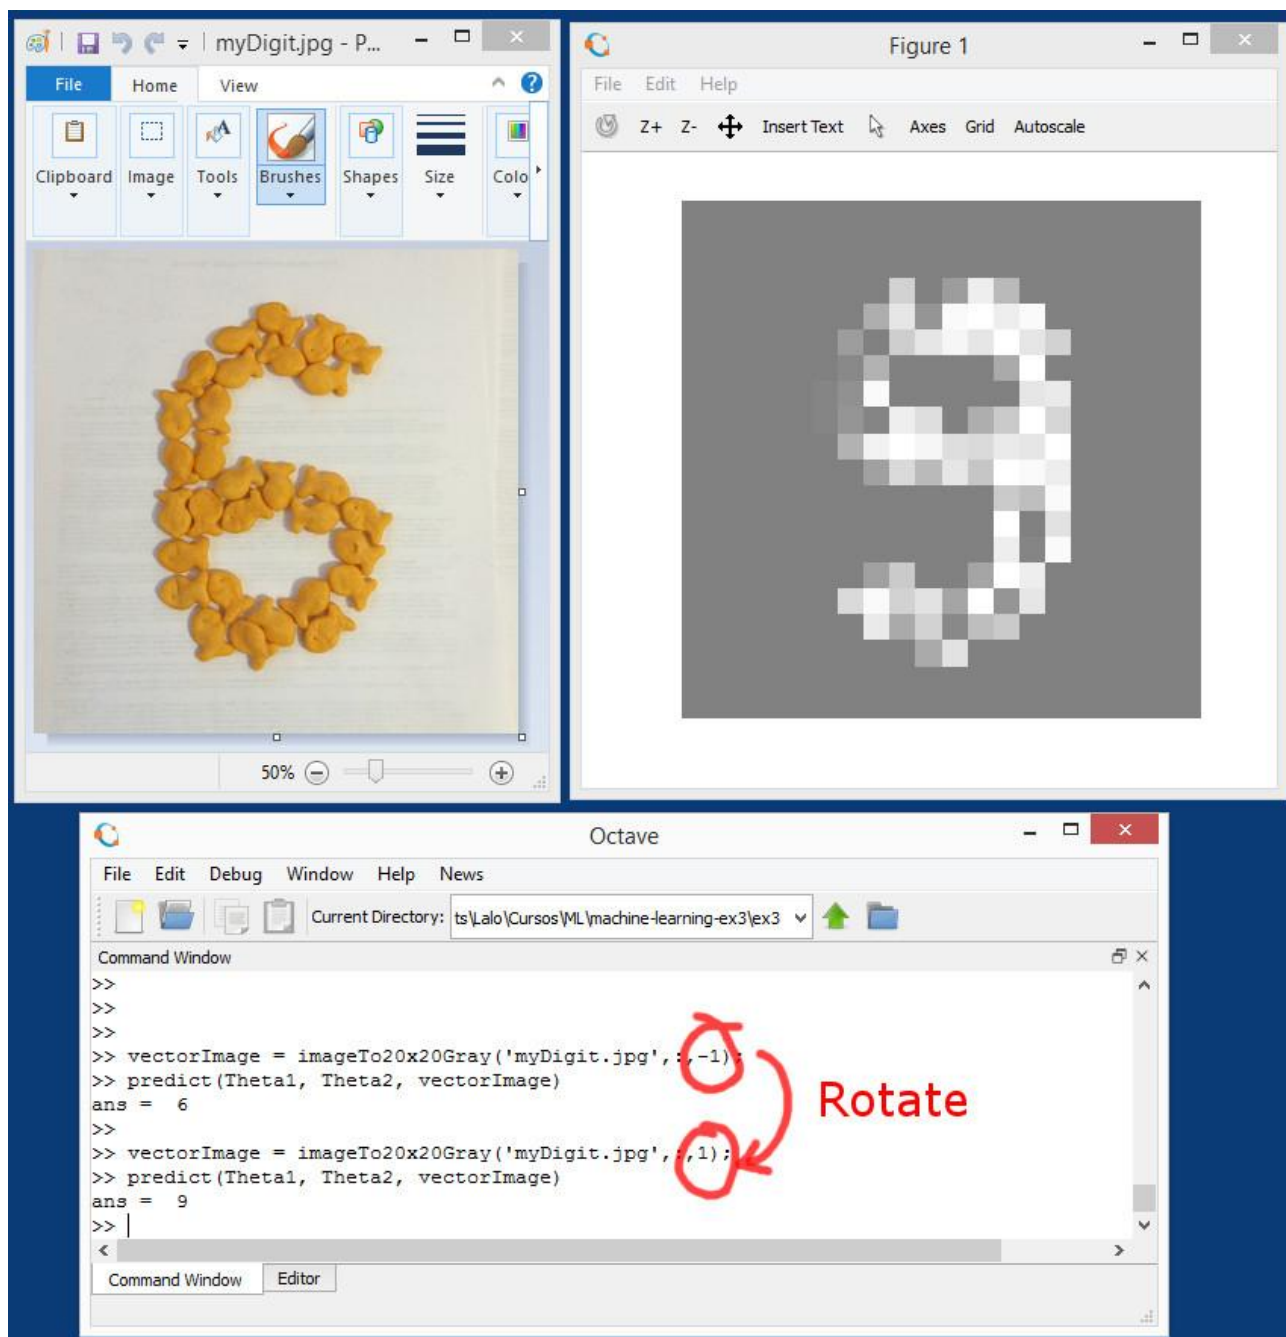 myDigit.jpg - P...
File Home View
Clipboard Image Tools Brushes Shapes Size Colo
50%
Figure 1
File Edit Help
Z+ Z- Insert Text Axes Grid Autoscale
Octave
File Edit Debug Window Help News
Current Directory: ts\Lalo\Cursos\ML\machine-learning-ex3\ex3
Command Window
>>
>>
>>
>> vectorImage = imageTo20x20Gray('myDigit.jpg',:,-1);
>> predict(Theta1, Theta2, vectorImage)
ans = 6
>>
>> vectorImage = imageTo20x20Gray('myDigit.jpg',:,1);
>> predict(Theta1, Theta2, vectorImage)
ans = 9
>>
Rotate
Command Window Editor